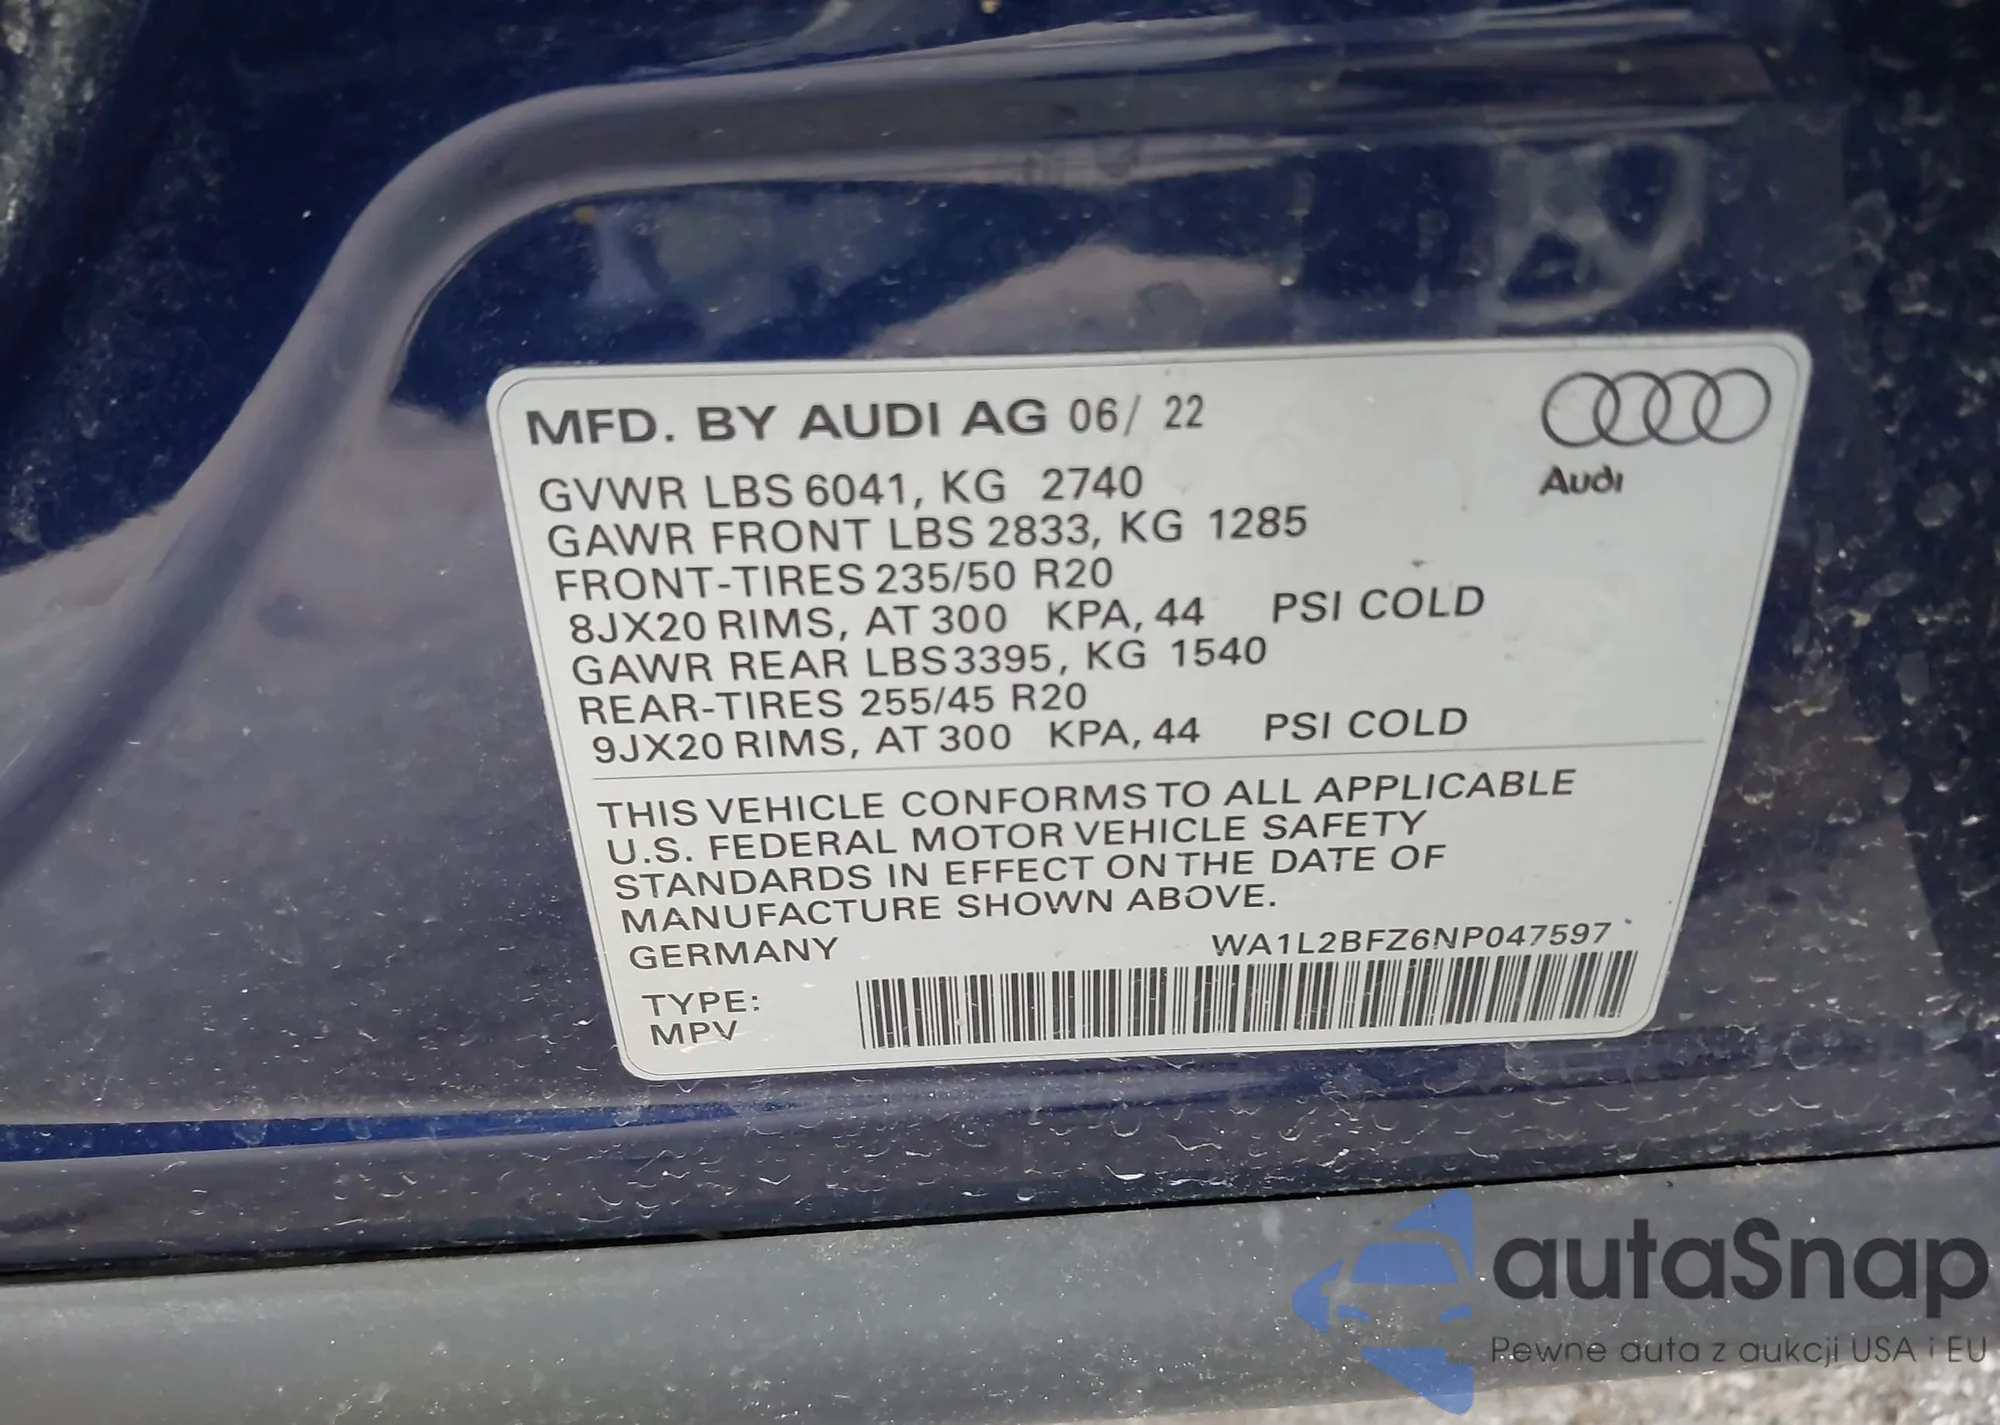 MFD. BY AUDI AG 06/ 22
Audi
GVWR LBS 6041, KG 2740
GAWR FRONT LBS 2833, KG 1285
FRONT-TIRES 235/50 R20
8JX20 RIMS, AT 300 KPA, 44 PSI COLD
GAWR REAR LBS3395, KG 1540
REAR-TIRES 255/45 R20
9JX20 RIMS, AT 300 KPA, 44 PSI COLD
THIS VEHICLE CONFORMS TO ALL APPLICABLE
U.S. FEDERAL MOTOR VEHICLE SAFETY
STANDARDS IN EFFECT ON THE DATE OF
MANUFACTURE SHOWN ABOVE.
GERMANY WA1L2BFZ6NP047597
TYPE:
MPV
autaSnap
Pewne auta z aukcji USA i EU